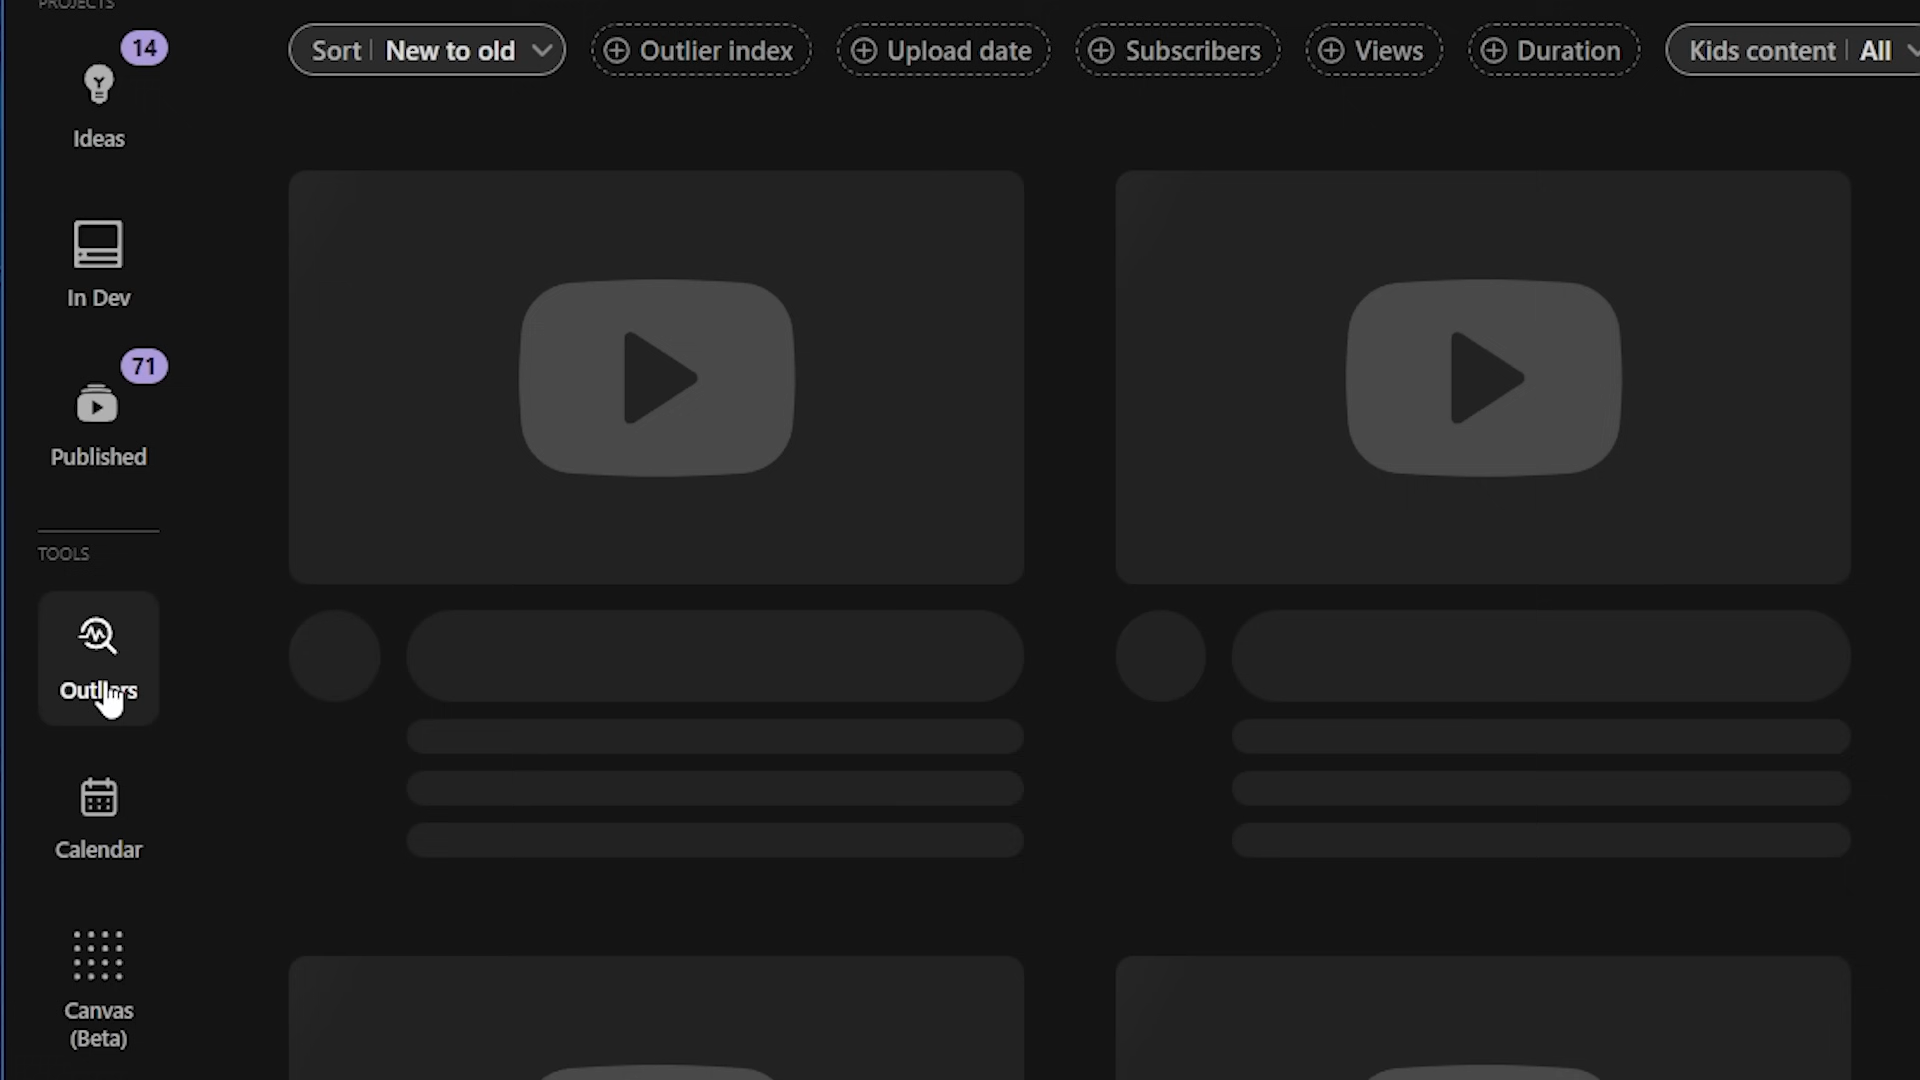 PROJECTS
14
Ideas
In Dev
71
Published
TOOLS
Outliers
Calendar
Canvas
(Beta)
Sort | New to old
Outlier index
Upload date
Subscribers
Views
Duration
Kids content | All